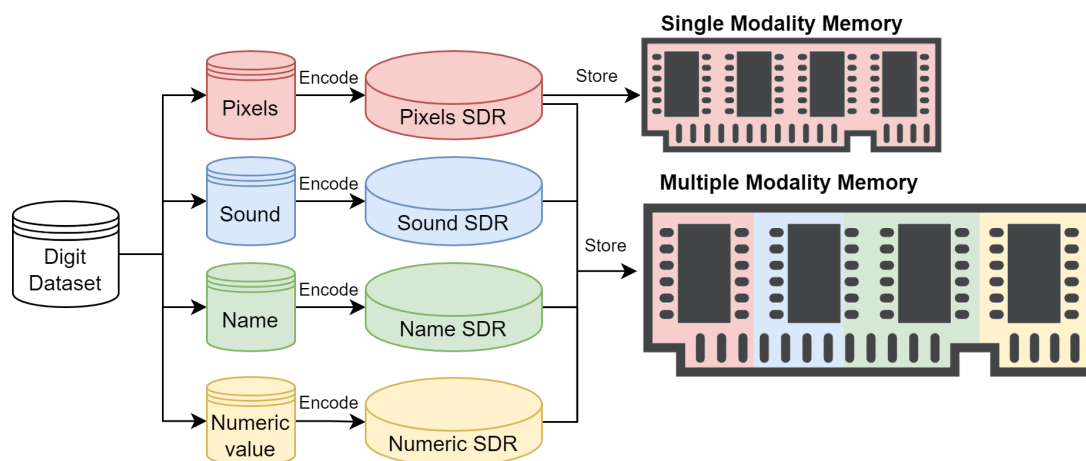 Single Modality Memory
Encode
Store
Pixels
Pixels SDR
Multiple Modality Memory
Encode
Sound
Sound SDR
Store
Digit
Dataset
Encode
Name
Name SDR
Encode
Numeric
value
Numeric SDR